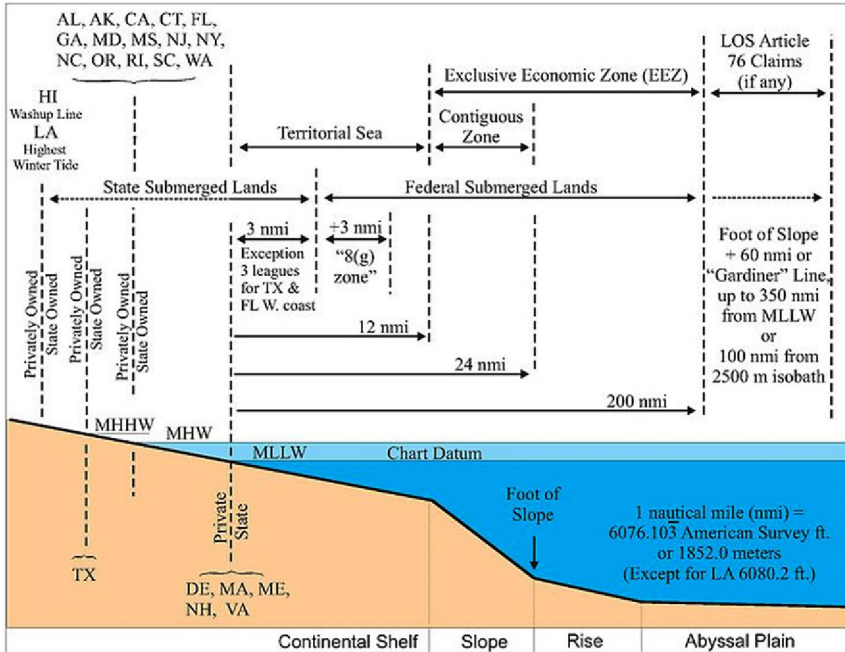 AL, AK, CA, CT, FL,
GA, MD, MS, NJ, NY,
NC, OR, RI, SC, WA
HI
Washup Line
LA
Highest
Winter Tide
LOS Article
76 Claims
(if any)
Exclusive Economic Zone (EEZ)
Contiguous
Zone
Territorial Sea
State Submerged Lands
Federal Submerged Lands
3 nmi
Exception
3 leagues
for TX &
FL W. coast
+3 nmi
“8(g)
zone”
Foot of Slope
+ 60 nmi or
“Gardiner” Line,
up to 350 nmi
from MLLW
or
100 nmi from
2500 m isobath
Privately Owned
State Owned
Privately Owned
State Owned
Privately Owned
State Owned
12 nmi
24 nmi
200 nmi
MHHW
MHW
MLLW
Chart Datum
Private
State
Foot of
Slope
1 nautical mile (nmi) =
6076.103̅ American Survey ft.
or 1852.0 meters
(Except for LA 6080.2 ft.)
TX
DE, MA, ME,
NH, VA
Continental Shelf
Slope
Rise
Abyssal Plain